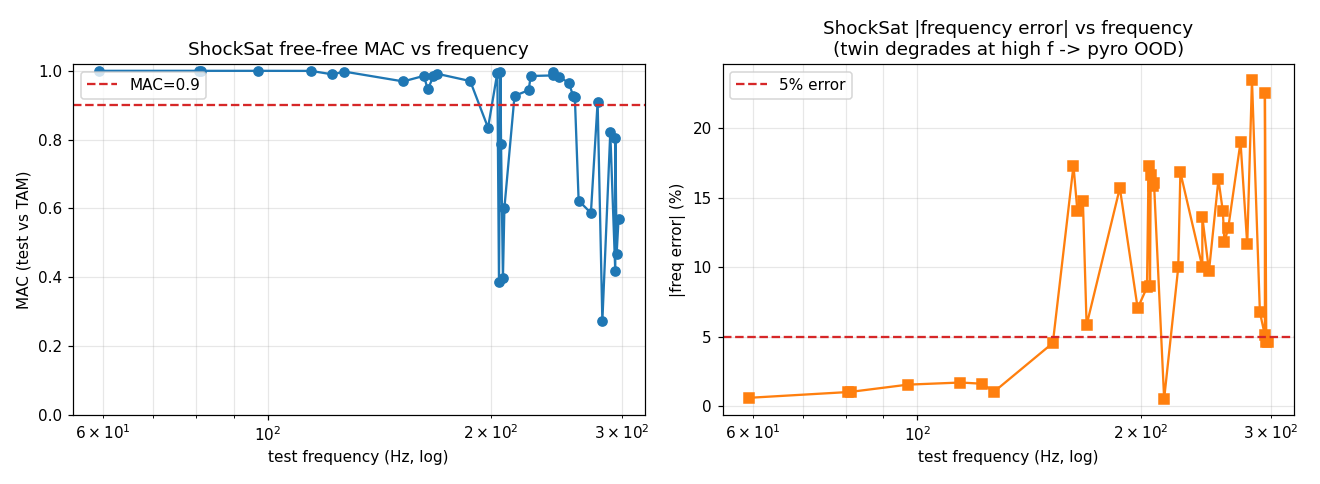 ShockSat free-free MAC vs frequency
MAC (test vs TAM)
1.0
0.8
0.6
0.4
0.2
0.0
MAC=0.9
6 × 10¹
10²
2 × 10²
3 × 10²
test frequency (Hz, log)
ShockSat |frequency error| vs frequency
(twin degrades at high f -> pyro OOD)
|freq error| (%)
20
15
10
5
0
5% error
6 × 10¹
10²
2 × 10²
3 × 10²
test frequency (Hz, log)